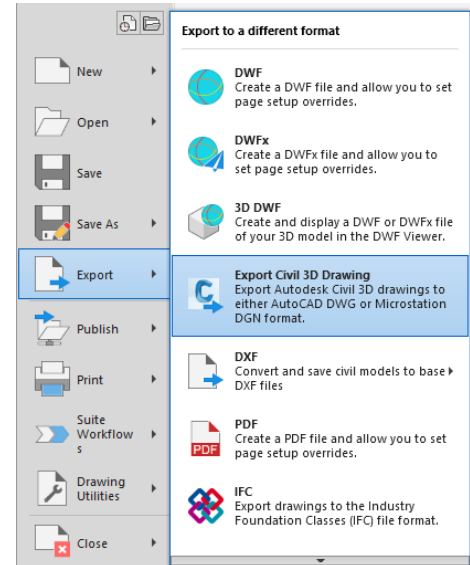 Export to a different format
New
Open
Save
Save As
Export
Publish
Print
Suite
Workflow
s
Drawing
Utilities
Close
DWF
Create a DWF file and allow you to set
page setup overrides.
DWFx
Create a DWFx file and allow you to
set page setup overrides.
3D DWF
Create and display a DWF or DWFx file
of your 3D model in the DWF Viewer.
Export Civil 3D Drawing
Export Autodesk Civil 3D drawings to
either AutoCAD DWG or Microstation
DGN format.
DXF
Convert and save civil models to base
DXF files
PDF
PDF
Create a PDF file and allow you to set
page setup overrides.
IFC
Export drawings to the Industry
Foundation Classes (IFC) file format.